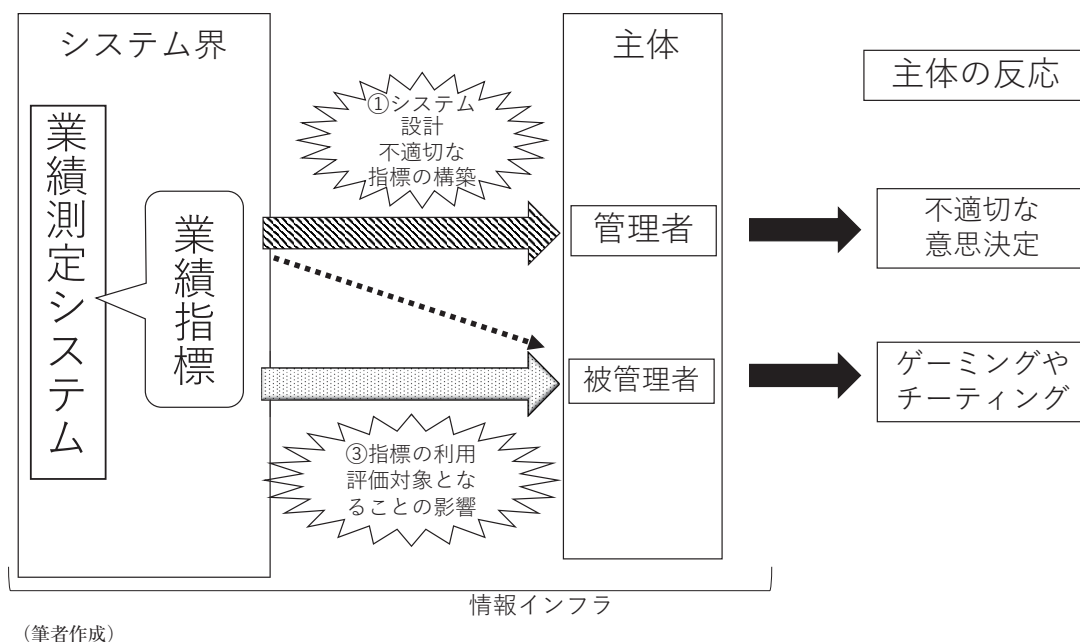 システム界
業績測定システム
業績指標
①システム
設計
不適切な
指標の構築
③指標の利用
評価対象とな
ることの影響
主体
管理者
被管理者
主体の反応
不適切な
意思決定
ゲーミングや
チーティング
情報インフラ
（筆者作成）